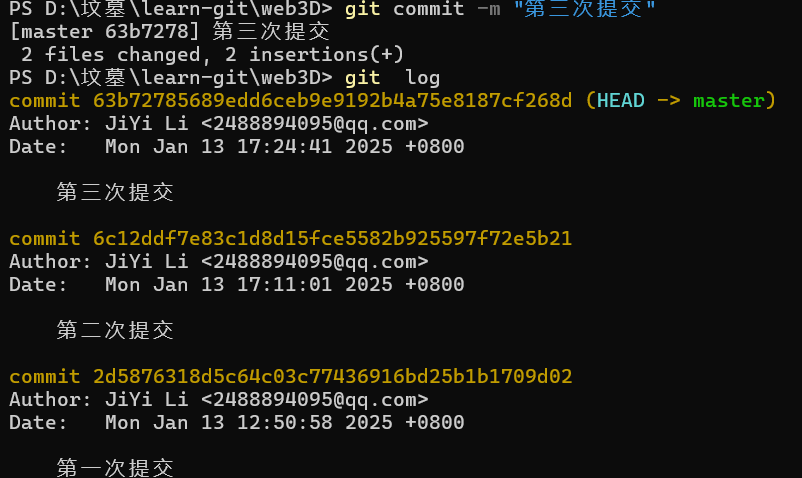 PS D:\坟墓\learn-git\web3D> git commit -m "第三次提交"
[master 63b7278] 第三次提交
 2 files changed, 2 insertions(+)
PS D:\坟墓\learn-git\web3D> git  log
commit 63b72785689edd6ceb9e9192b4a75e8187cf268d (HEAD -> master)
Author: JiYi Li <2488894095@qq.com>
Date:   Mon Jan 13 17:24:41 2025 +0800
    第三次提交
commit 6c12ddf7e83c1d8d15fce5582b925597f72e5b21
Author: JiYi Li <2488894095@qq.com>
Date:   Mon Jan 13 17:11:01 2025 +0800
    第二次提交
commit 2d5876318d5c64c03c77436916bd25b1b1709d02
Author: JiYi Li <2488894095@qq.com>
Date:   Mon Jan 13 12:50:58 2025 +0800
    第一次提交